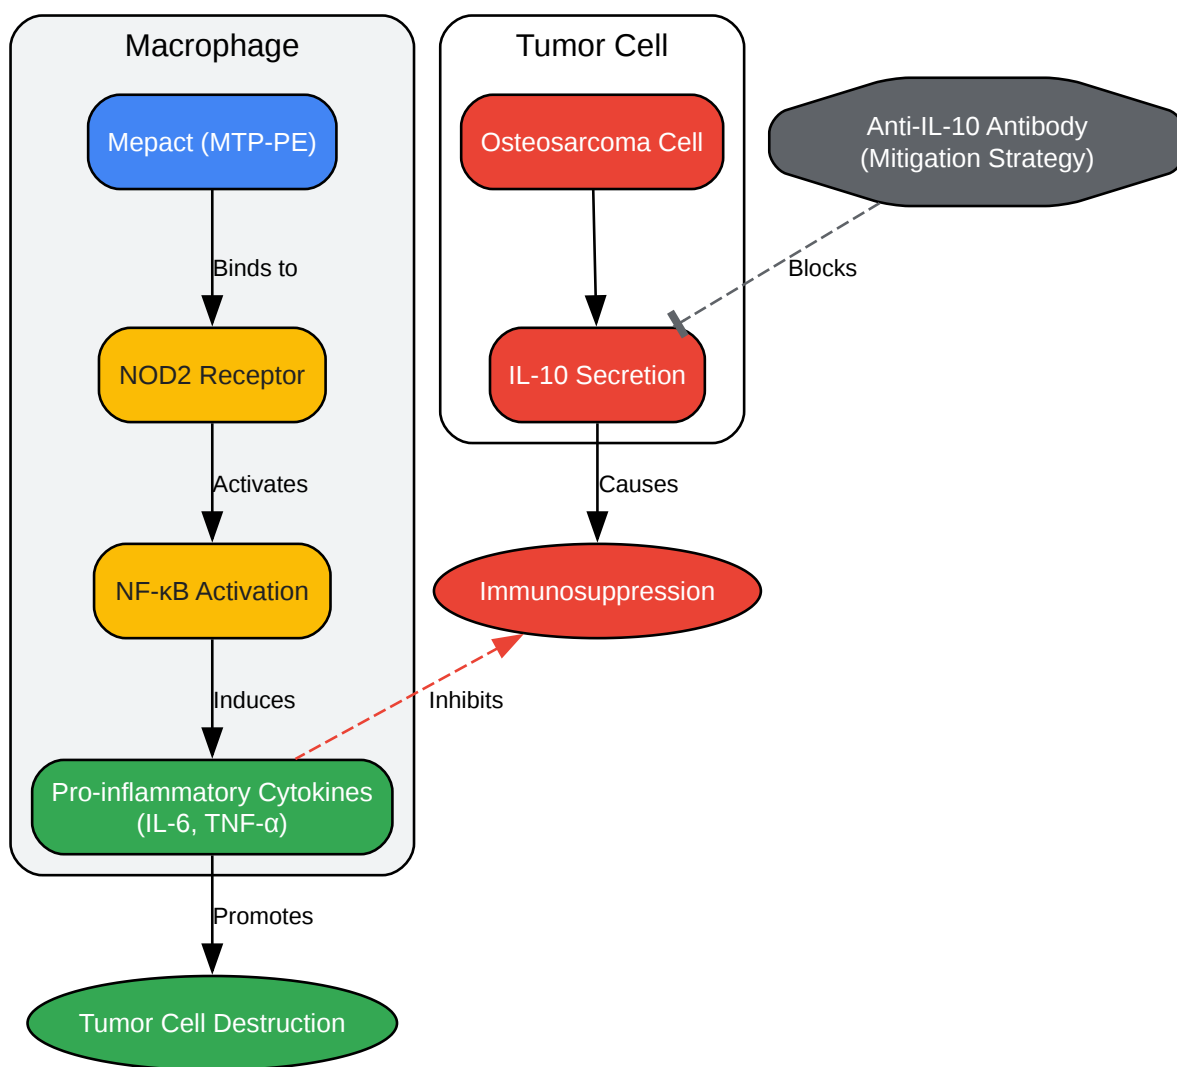 Macrophage
Mepact (MTP-PE)
Binds to
NOD2 Receptor
Activates
NF-κB Activation
Induces
Pro-inflammatory Cytokines
(IL-6, TNF-α)
Promotes
Tumor Cell Destruction
Tumor Cell
Osteosarcoma Cell
IL-10 Secretion
Causes
Immunosuppression
Inhibits
Anti-IL-10 Antibody
(Mitigation Strategy)
Blocks